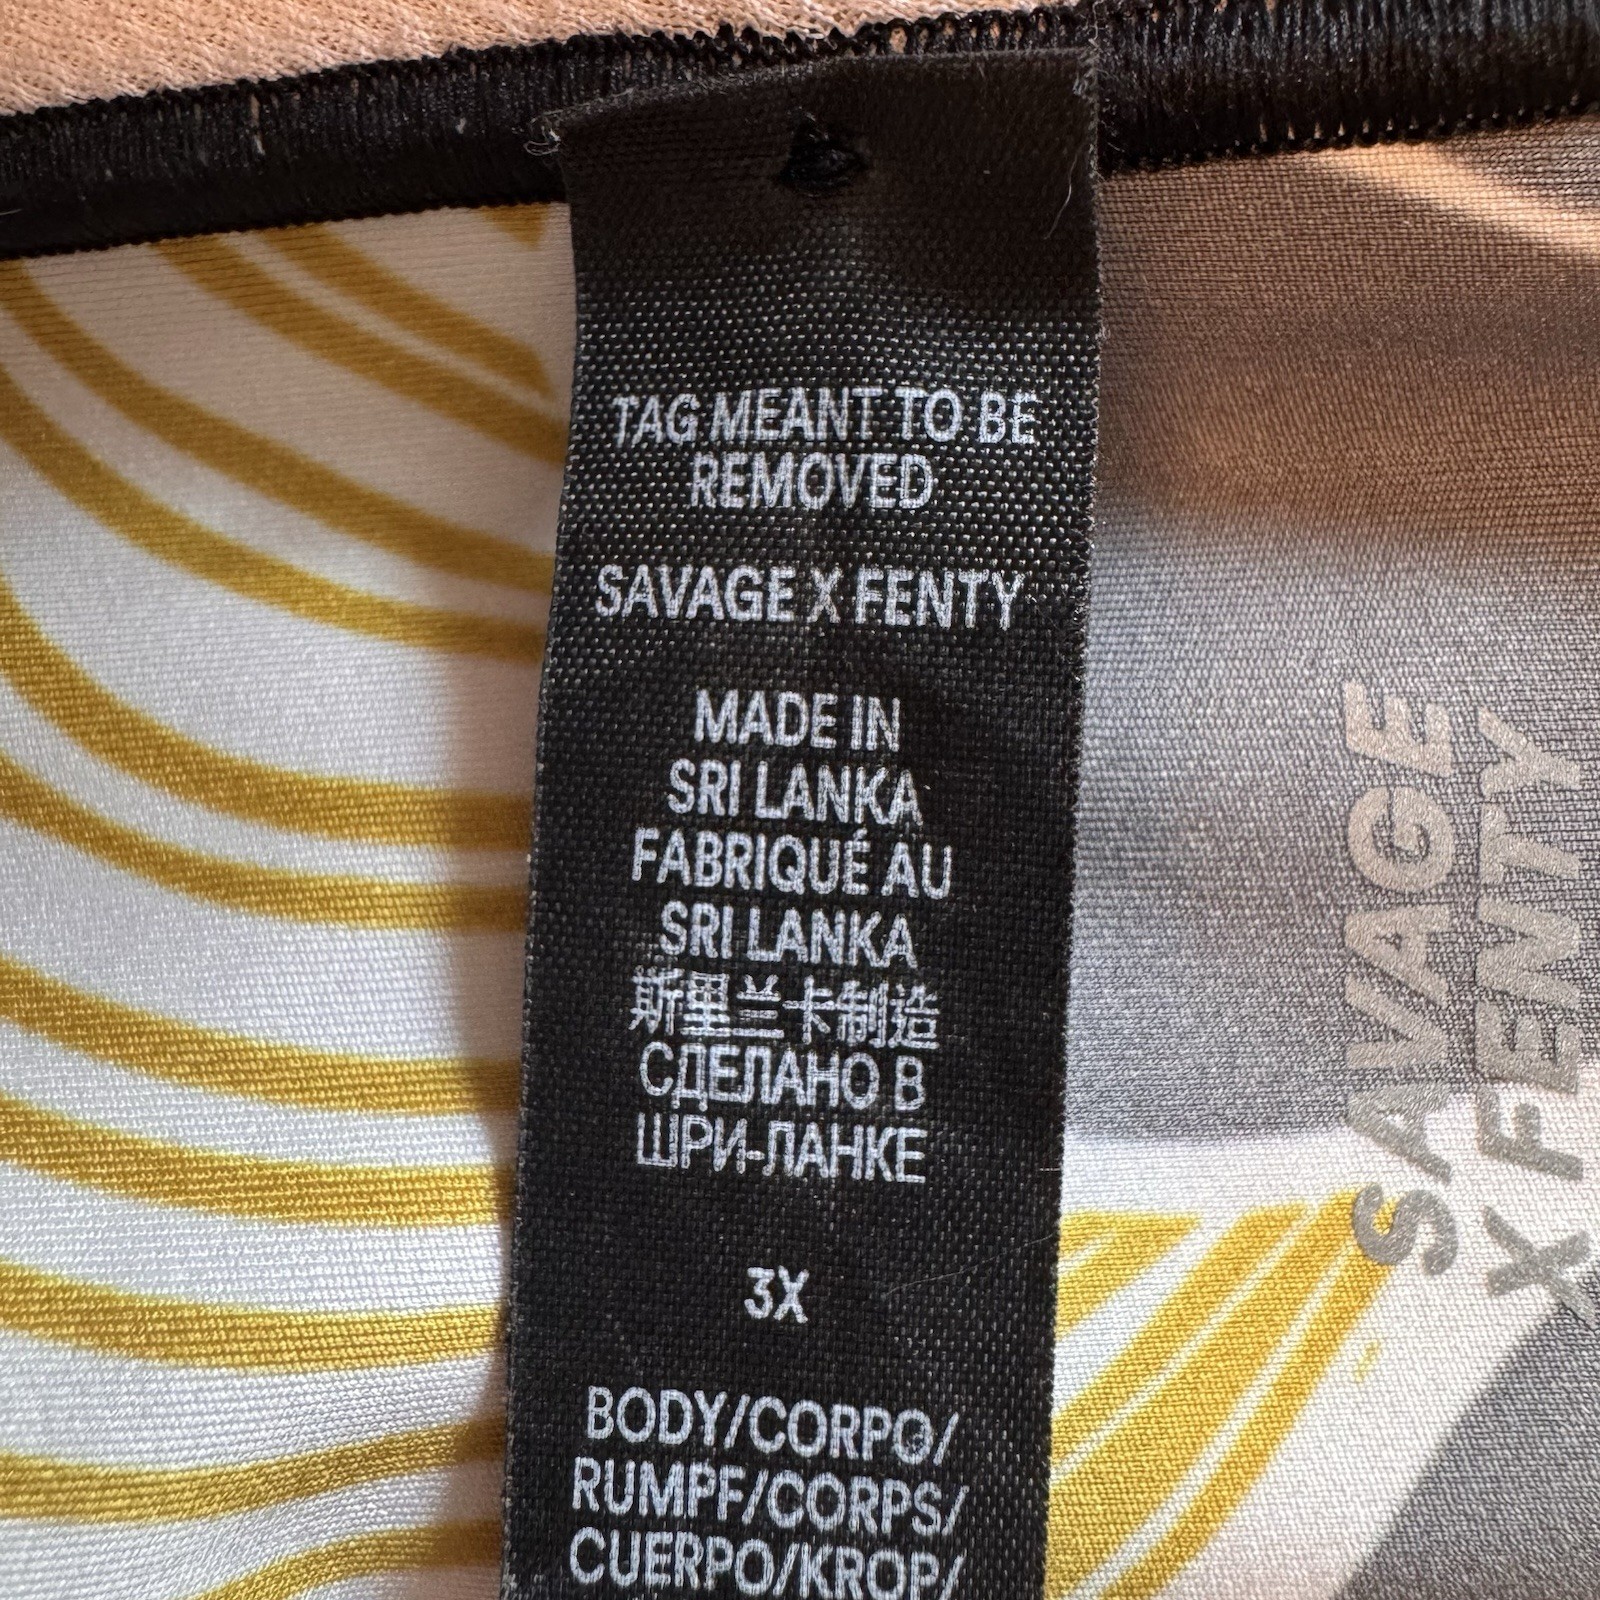 TAG MEANT TO BE
REMOVED
SAVAGE X FENTY
MADE IN
SRI LANKA
FABRIQUÉ AU
SRI LANKA
斯里兰卡制造
СДЕЛАНО В
ШРИ-ЛАНКЕ
3X
BODY/CORPO/
RUMPF/CORPS/
CUERPO/KROP/
SAVAGE
X FENTY